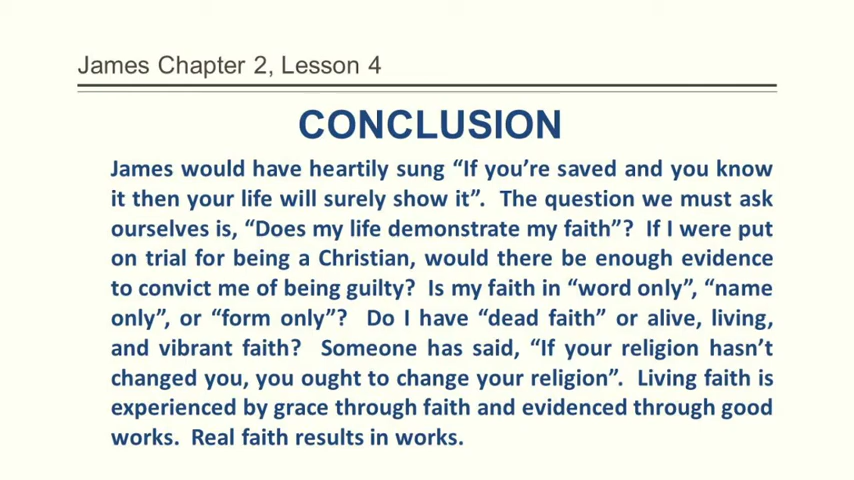 James Chapter 2, Lesson 4
CONCLUSION
James would have heartily sung “If you’re saved and you know
it then your life will surely show it”.  The question we must ask
ourselves is, “Does my life demonstrate my faith”?  If I were put
on trial for being a Christian, would there be enough evidence
to convict me of being guilty?  Is my faith in “word only”, “name
only”, or “form only”?  Do I have “dead faith” or alive, living,
and vibrant faith?  Someone has said, “If your religion hasn’t
changed you, you ought to change your religion”.  Living faith is
experienced by grace through faith and evidenced through good
works.  Real faith results in works.